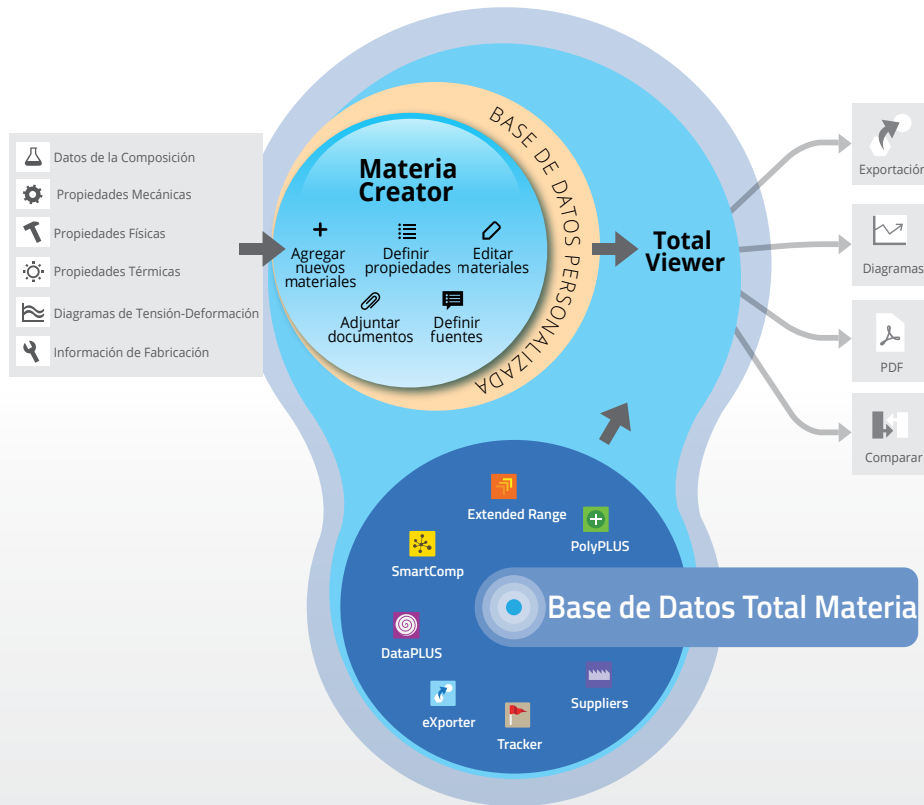 Datos de la Composición
Propiedades Mecánicas
Propiedades Físicas
Propiedades Térmicas
Diagramas de Tensión-Deformación
Información de Fabricación
Materia
Creator
Agregar
nuevos
materiales
Definir
propiedades
Editar
materiales
Adjuntar
documentos
Definir
fuentes
BASE DE DATOS PERSONALIZADA
Total
Viewer
Exportación
Diagramas
PDF
Comparar
Extended Range
PolyPLUS
SmartComp
Base de Datos Total Materia
DataPLUS
Suppliers
eXporter
Tracker